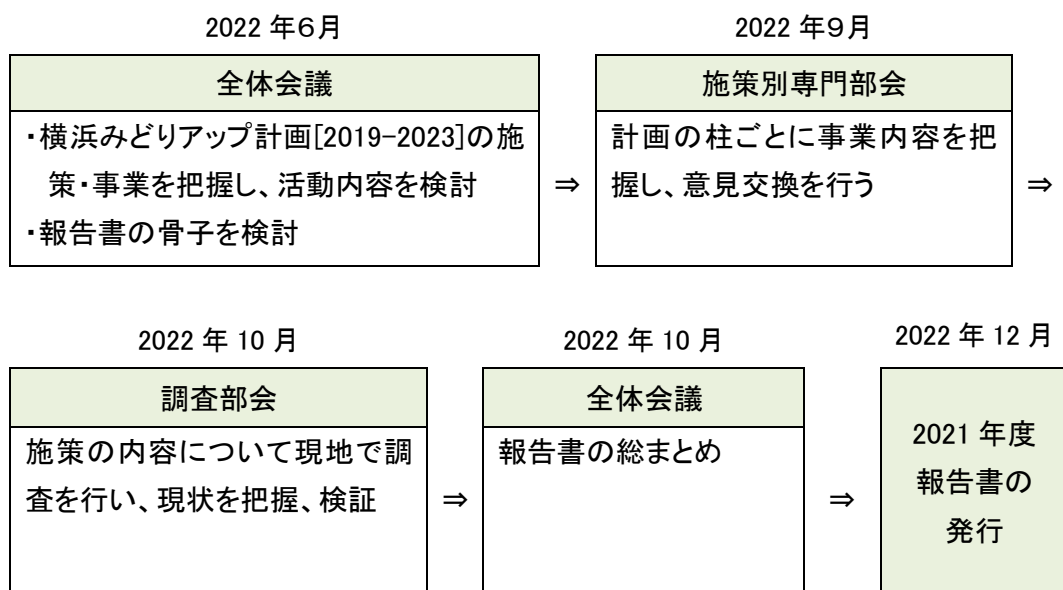 2022 年6月
全体会議
・横浜みどりアップ計画[2019-2023]の施
策・事業を把握し、活動内容を検討
・報告書の骨子を検討
⇒
2022 年9月
施策別専門部会
計画の柱ごとに事業内容を把
握し、意見交換を行う
⇒
2022 年 10 月
調査部会
施策の内容について現地で調
査を行い、現状を把握、検証
⇒
2022 年 10 月
全体会議
報告書の総まとめ
⇒
2022 年 12 月
2021 年度
報告書の
発行